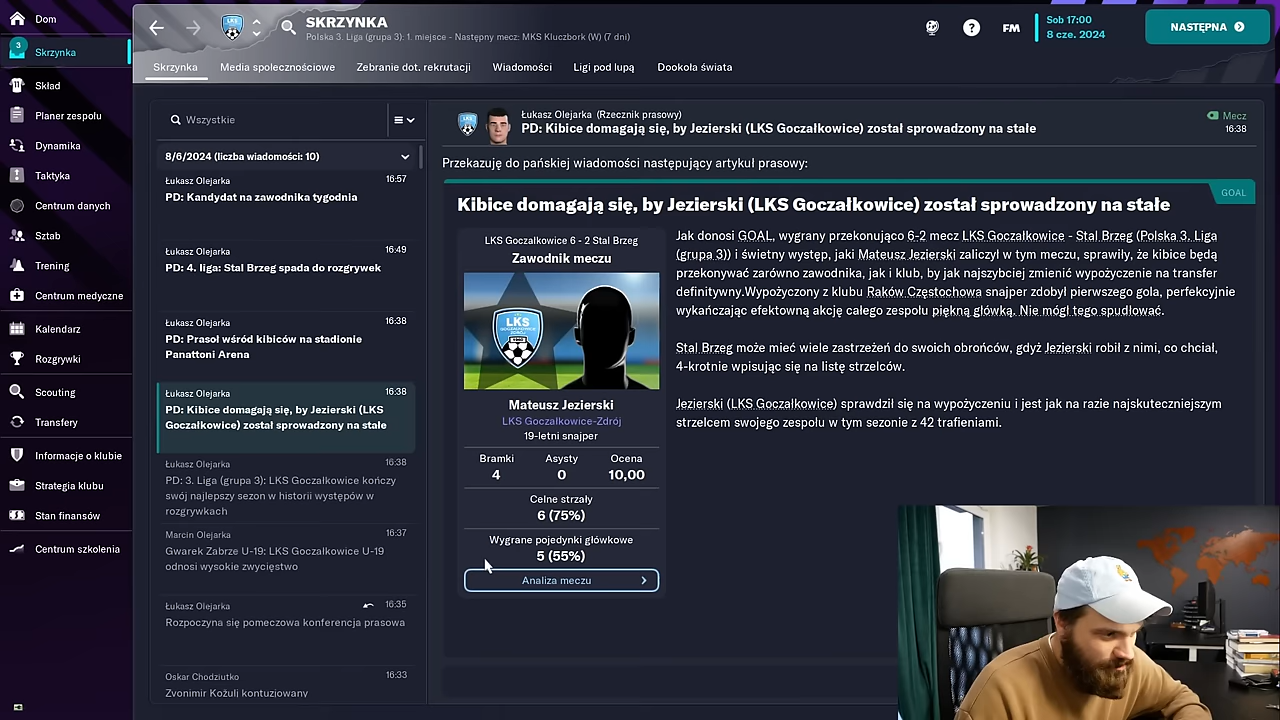 Dom
3
Skrzynka
Skład
Planer zespołu
Dynamika
Taktyka
Centrum danych
Sztab
Trening
Centrum medyczne
Kalendarz
Rozgrywki
Scouting
Transfery
Informacje o klubie
Strategia klubu
Stan finansów
Centrum szkolenia
LKS
SKRZYNKA
Polska 3. Liga (grupa 3): 1. miejsce - Następny mecz: MKS Kluczbork (W) (7 dni)
?
FM
Sob 17:00
8 cze. 2024
NASTĘPNA
Skrzynka
Media społecznościowe
Zebranie dot. rekrutacji
Wiadomości
Ligi pod lupą
Dookoła świata
Wszystkie
8/6/2024 (liczba wiadomości: 10)
Łukasz Olejarka 16:57
PD: Kandydat na zawodnika tygodnia
Łukasz Olejarka 16:49
PD: 4. liga: Stal Brzeg spada do rozgrywek
Łukasz Olejarka 16:38
PD: Prasoł wśród kibiców na stadionie
Panattoni Arena
Łukasz Olejarka 16:38
PD: Kibice domagają się, by Jezierski (LKS
Goczałkowice) został sprowadzony na stałe
Łukasz Olejarka 16:38
PD: 3. Liga (grupa 3): LKS Goczałkowice kończy
swój najlepszy sezon w historii występów w
rozgrywkach
Marcin Olejarka 16:37
Gwarek Zabrze U-19: LKS Goczałkowice U-19
odnosi wysokie zwycięstwo
Łukasz Olejarka 16:35
Rozpoczyna się pomeczowa konferencja prasowa
Oskar Chodziutko 16:33
Zvonimir Kožulj kontuzjowany
LKS
Łukasz Olejarka (Rzecznik prasowy)
PD: Kibice domagają się, by Jezierski (LKS Goczałkowice) został sprowadzony na stałe
Mecz
16:38
Przekazuję do pańskiej wiadomości następujący artykuł prasowy:
GOAL
Kibice domagają się, by Jezierski (LKS Goczałkowice) został sprowadzony na stałe
LKS Goczałkowice 6 - 2 Stal Brzeg
Zawodnik meczu
LKS
Mateusz Jezierski
LKS Goczałkowice-Zdrój
19-letni snajper
Bramki Asysty Ocena
4 0 10,00
Celne strzały
6 (75%)
Wygrane pojedynki główkowe
5 (55%)
Analiza meczu
Jak donosi GOAL, wygrany przekonująco 6-2 mecz LKS Goczałkowice - Stal Brzeg (Polska 3. Liga
(grupa 3)) i świetny występ, jaki Mateusz Jezierski zaliczył w tym meczu, sprawiły, że kibice będą
przekonywać zarówno zawodnika, jak i klub, by jak najszybciej zmienić wypożyczenie na transfer
definitywny.Wypożyczony z klubu Raków Częstochowa snajper zdobył pierwszego gola, perfekcyjnie
wykańczając efektowną akcję całego zespołu piękną główką. Nie mógł tego spudłować.
Stal Brzeg może mieć wiele zastrzeżeń do swoich obrońców, gdyż Jezierski robił z nimi, co chciał,
4-krotnie wpisując się na listę strzelców.
Jezierski (LKS Goczałkowice) sprawdził się na wypożyczeniu i jest jak na razie najskuteczniejszym
strzelcem swojego zespołu w tym sezonie z 42 trafieniami.